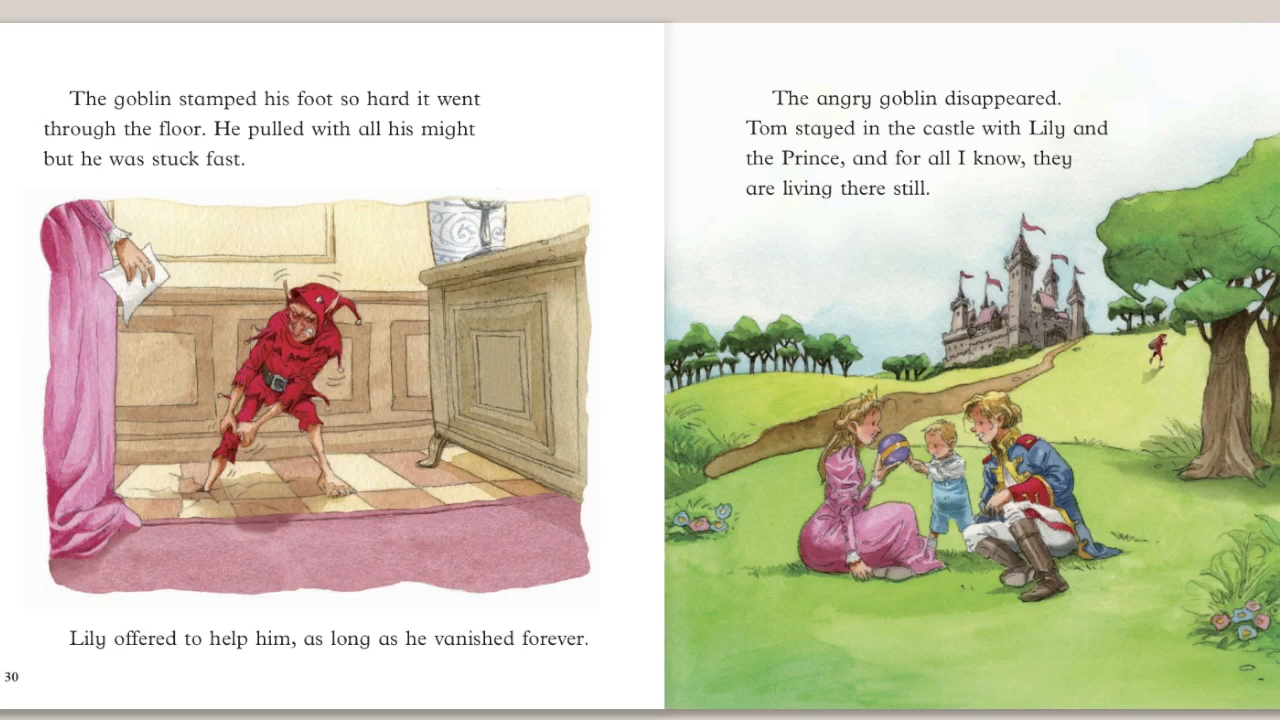 The goblin stamped his foot so hard it went
through the floor. He pulled with all his might
but he was stuck fast.
Lily offered to help him, as long as he vanished forever.
30
The angry goblin disappeared.
Tom stayed in the castle with Lily and
the Prince, and for all I know, they
are living there still.